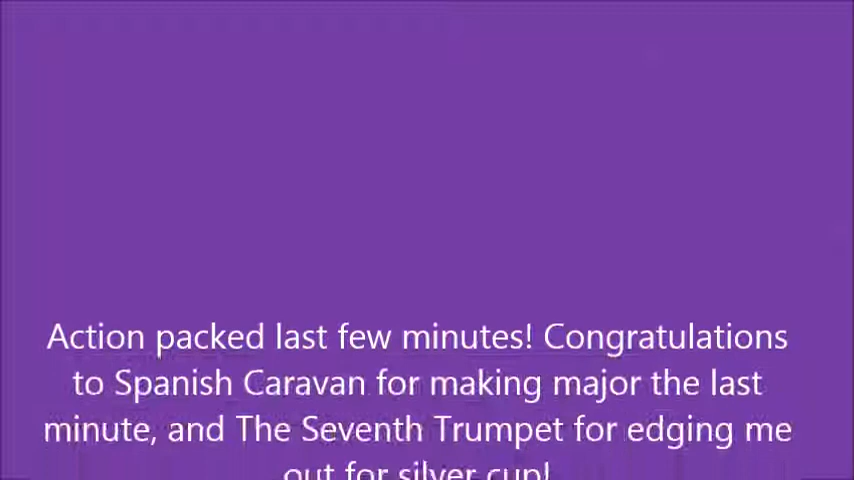 Action packed last few minutes! Congratulations
to Spanish Caravan for making major the last
minute, and The Seventh Trumpet for edging me
out for silver cup!